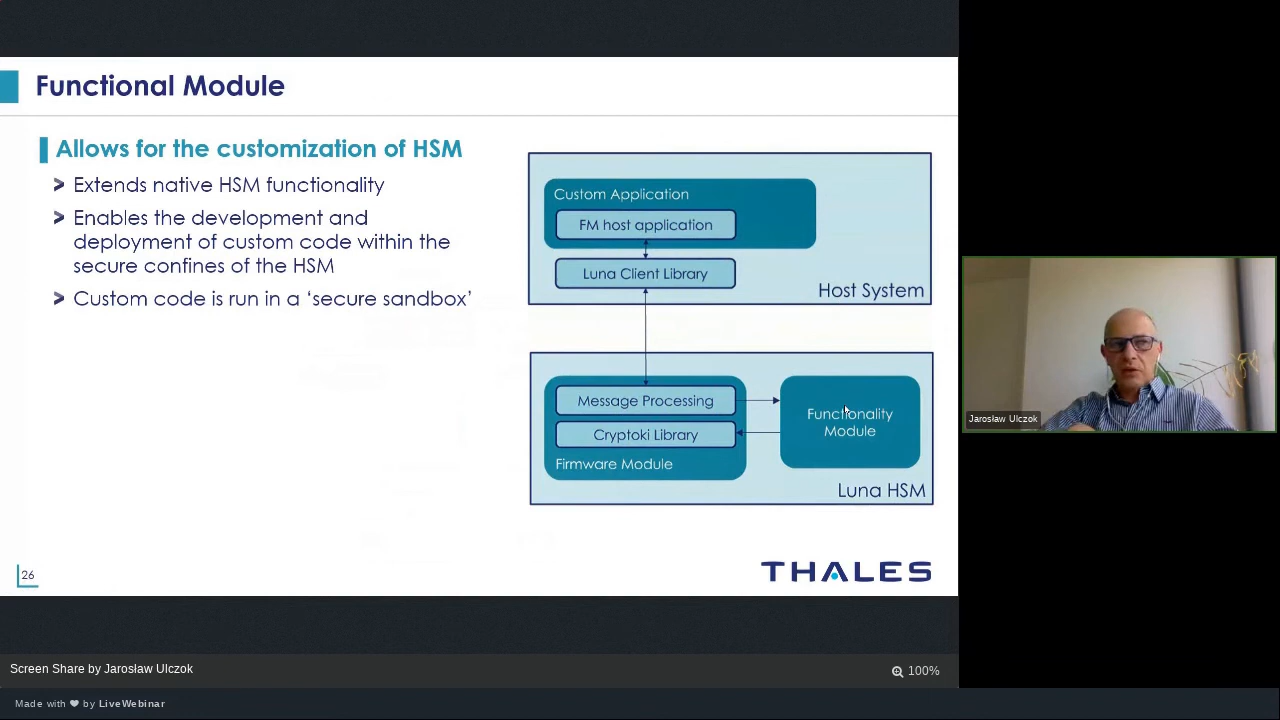 Functional Module
Allows for the customization of HSM
> Extends native HSM functionality
> Enables the development and
deployment of custom code within the
secure confines of the HSM
> Custom code is run in a ‘secure sandbox’
Custom Application
FM host application
Luna Client Library
Host System
Message Processing
Cryptoki Library
Firmware Module
Functionality
Module
Luna HSM
26
THALES
Jarosław Ulczok
Screen Share by Jarosław Ulczok
100%
Made with ❤ by LiveWebinar